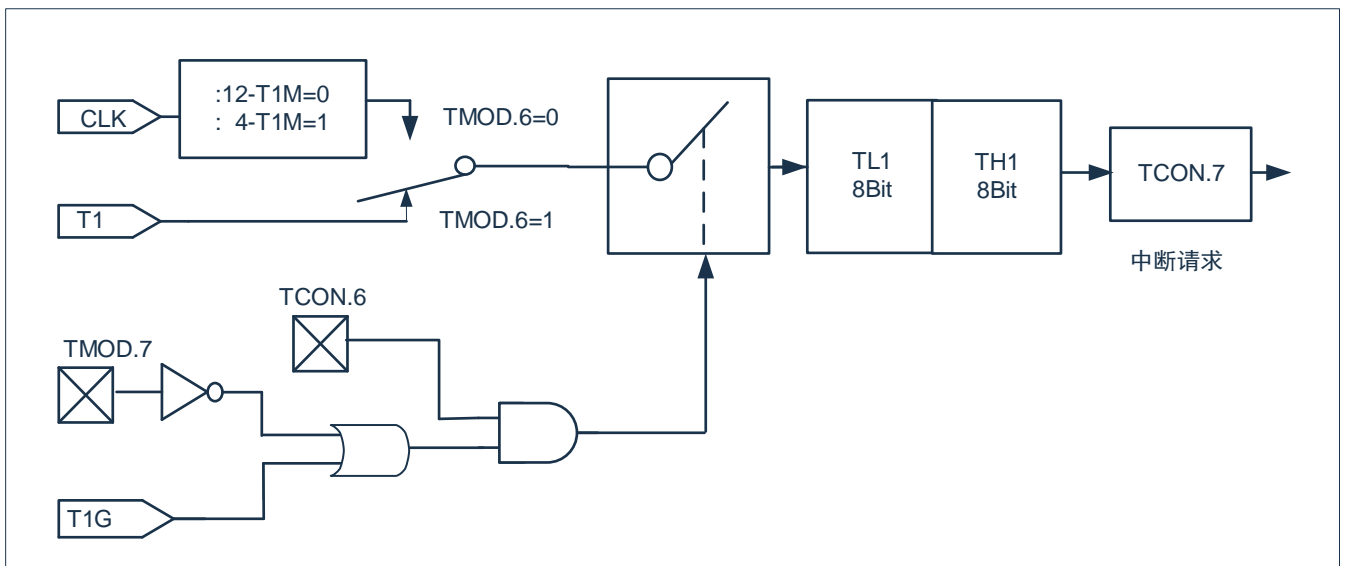 :12-T1M=0
: 4-T1M=1
CLK
TMOD.6=0
T1
TMOD.6=1
TL1
8Bit
TH1
8Bit
TCON.7
中断请求
TCON.6
TMOD.7
T1G